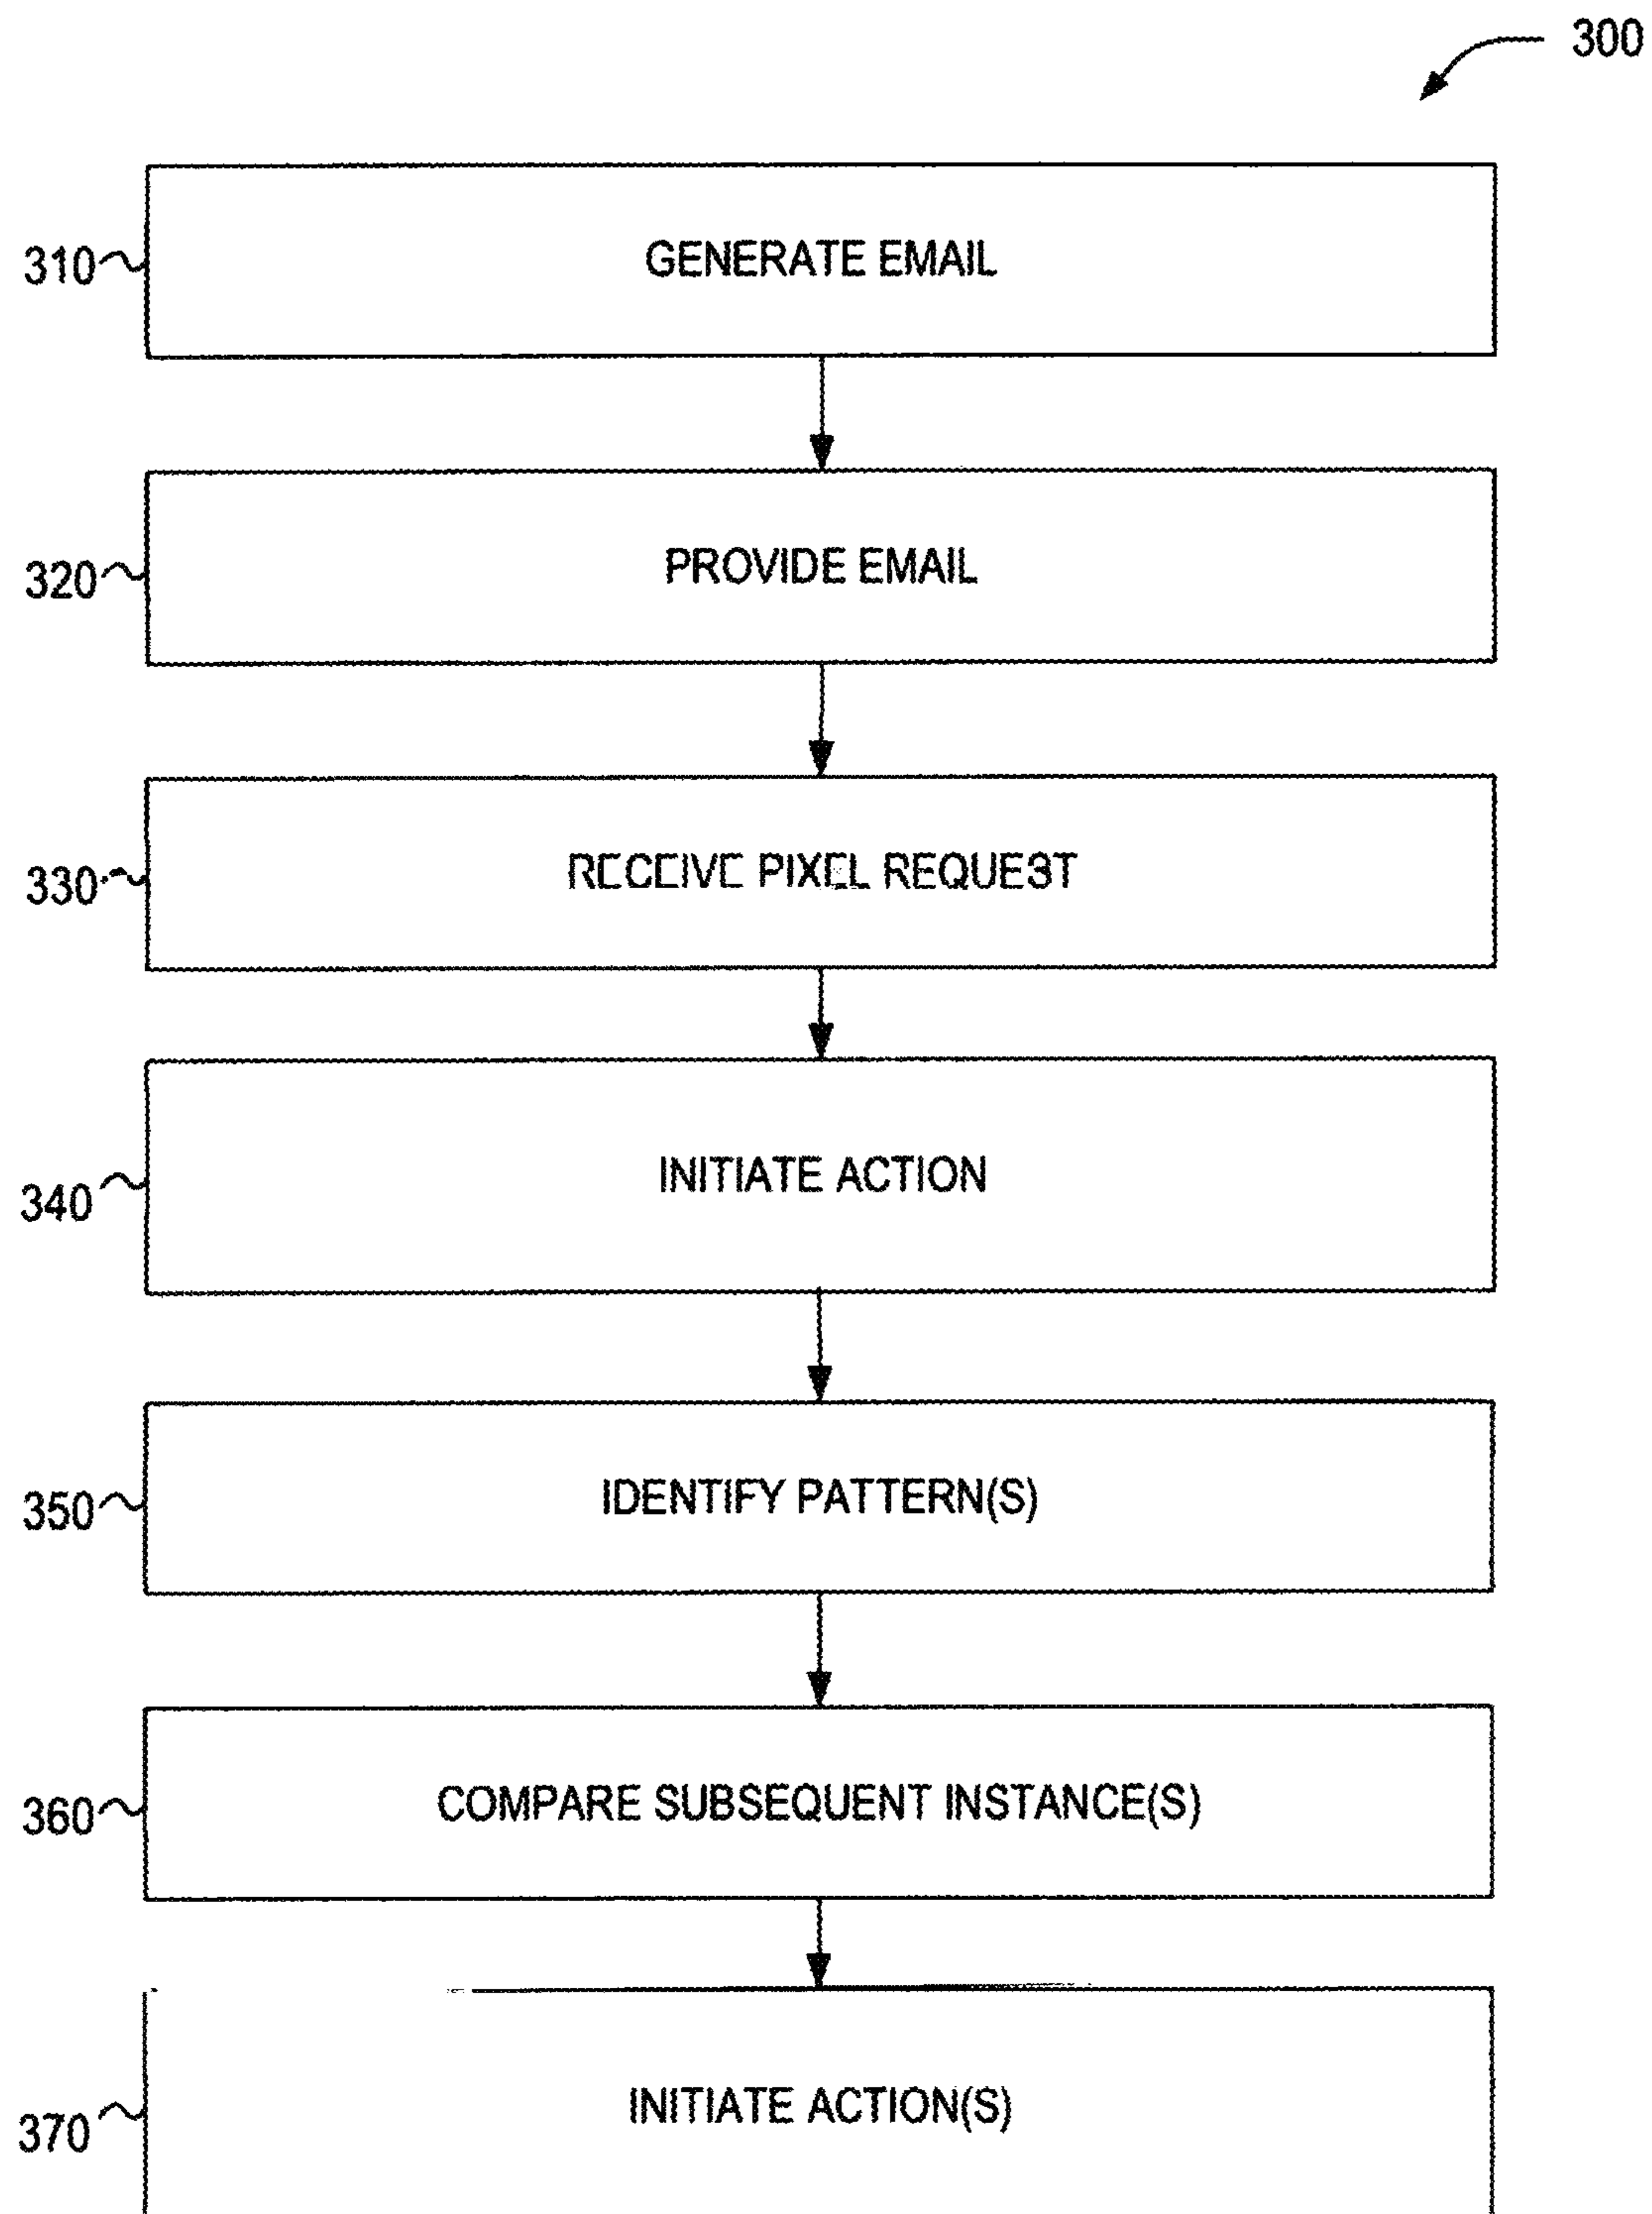 300
310
GENERATE EMAIL
320
PROVIDE EMAIL
330
RECEIVE PIXEL REQUEST
340
INITIATE ACTION
350
IDENTIFY PATTERN(S)
360
COMPARE SUBSEQUENT INSTANCE(S)
370
INITIATE ACTION(S)